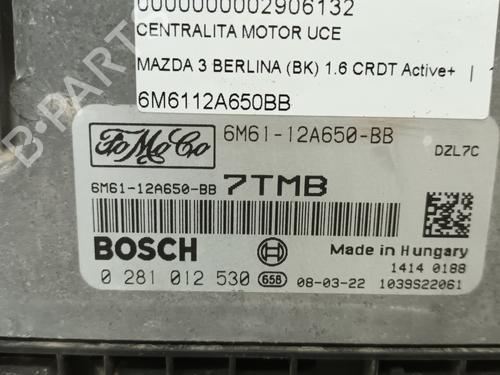 0000000002906132
CENTRALITA MOTOR UCE
MAZDA 3 BERLINA (BK) 1.6 CRDT Active+ |
6M6112A650BB
FoMoCo 6M61-12A650-BB DZL7C
6M61-12A650-BB 7TMB
BOSCH Made in Hungary
1414 0188
0 281 012 530 658 08-03-22 1039S22061
B-PARTS